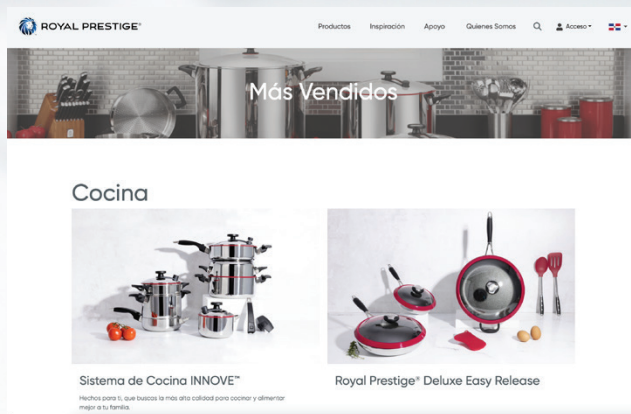 ROYAL PRESTIGE®
Productos Inspiración Apoyo Quienes Somos Acceso
Más Vendidos
Cocina
Sistema de Cocina INNOVE™
Royal Prestige® Deluxe Easy Release
Hechos para ti, que buscas la más alta calidad para cocinar y alimentar
mejor a tu familia.